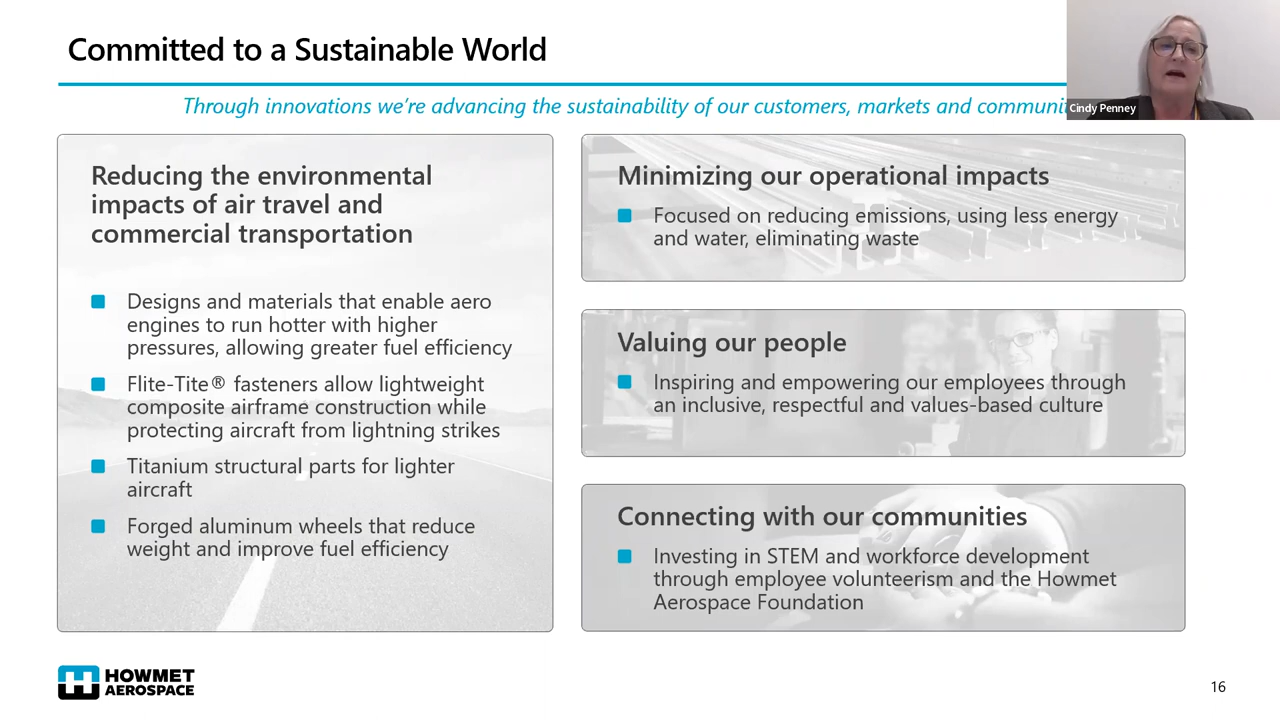 Committed to a Sustainable World
Through innovations we're advancing the sustainability of our customers, markets and
Cindy Penney
Reducing the environmental
impacts of air travel and
commercial transportation
Designs and materials that enable aero
engines to run hotter with higher
pressures, allowing greater fuel efficiency
Flite-Tite® fasteners allow lightweight
composite airframe construction while
protecting aircraft from lightning strikes
Titanium structural parts for lighter
aircraft
Forged aluminum wheels that reduce
weight and improve fuel efficiency
Minimizing our operational impacts
Focused on reducing emissions, using less energy
and water, eliminating waste
Valuing our people
Inspiring and empowering our employees through
an inclusive, respectful and values-based culture
Connecting with our communities
Investing in STEM and workforce development
through employee volunteerism and the Howmet
Aerospace Foundation
HOWMET
AEROSPACE
16